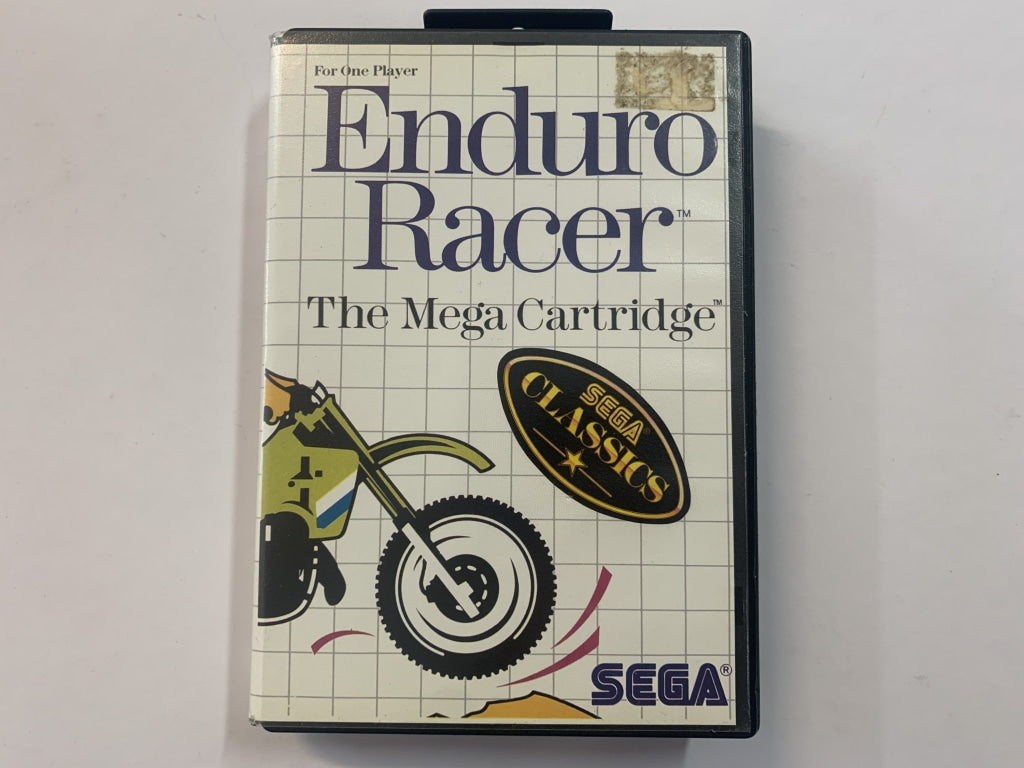 For One Player
Enduro
Racer™
The Mega Cartridge™
SEGA
CLASSICS
SEGA®